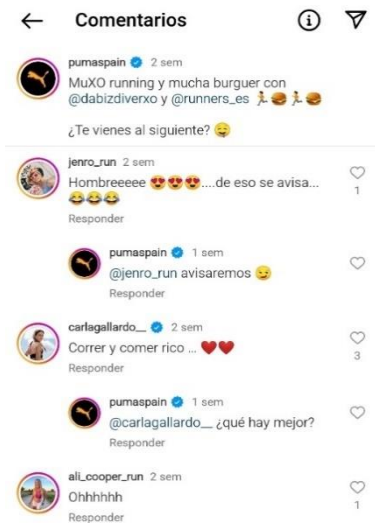 Comentarios
pumaspain 2 sem
MuXO running y mucha burguer con
@dabizdiverxo y @runners_es 🏃🍔🏃🍔
¿Te vienes al siguiente? 🤤
jenro_run 2 sem
Hombreeeee 😍😍😍....de eso se avisa...
😂😂😂
1
Responder
pumaspain 1 sem
@jenro_run avisaremos 😏
Responder
carlagallardo__ 2 sem
Correr y comer rico ... ❤️❤️
3
Responder
pumaspain 1 sem
@carlagallardo__ ¿qué hay mejor?
Responder
ali_cooper_run 2 sem
Ohhhhhh
1
Responder